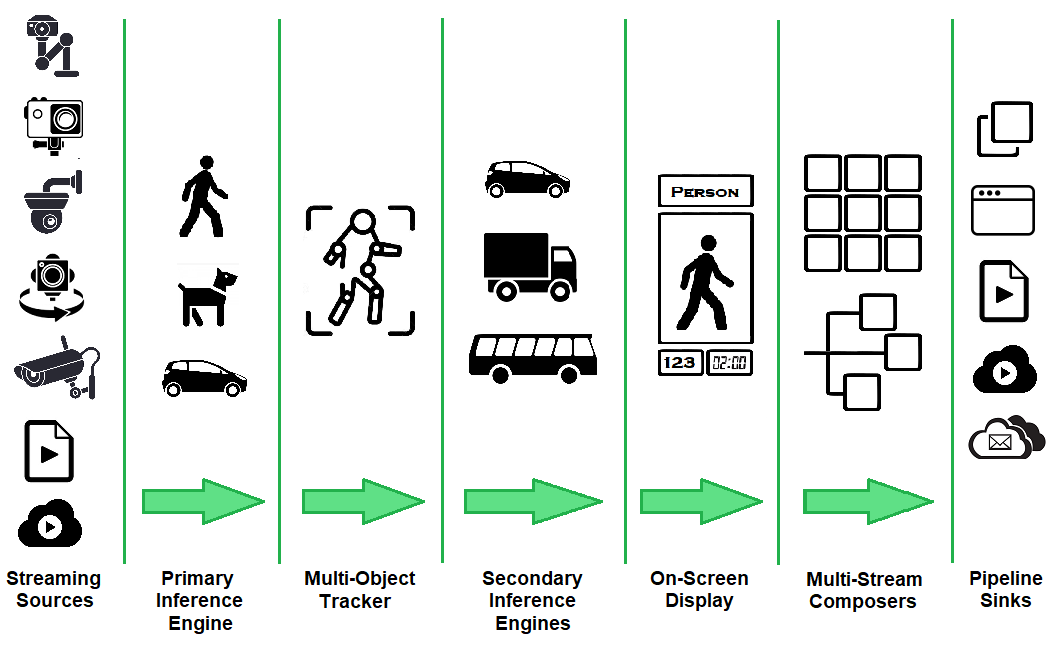 Person
123
02:00
Streaming
Sources
Primary
Inference
Engine
Multi-Object
Tracker
Secondary
Inference
Engines
On-Screen
Display
Multi-Stream
Composers
Pipeline
Sinks